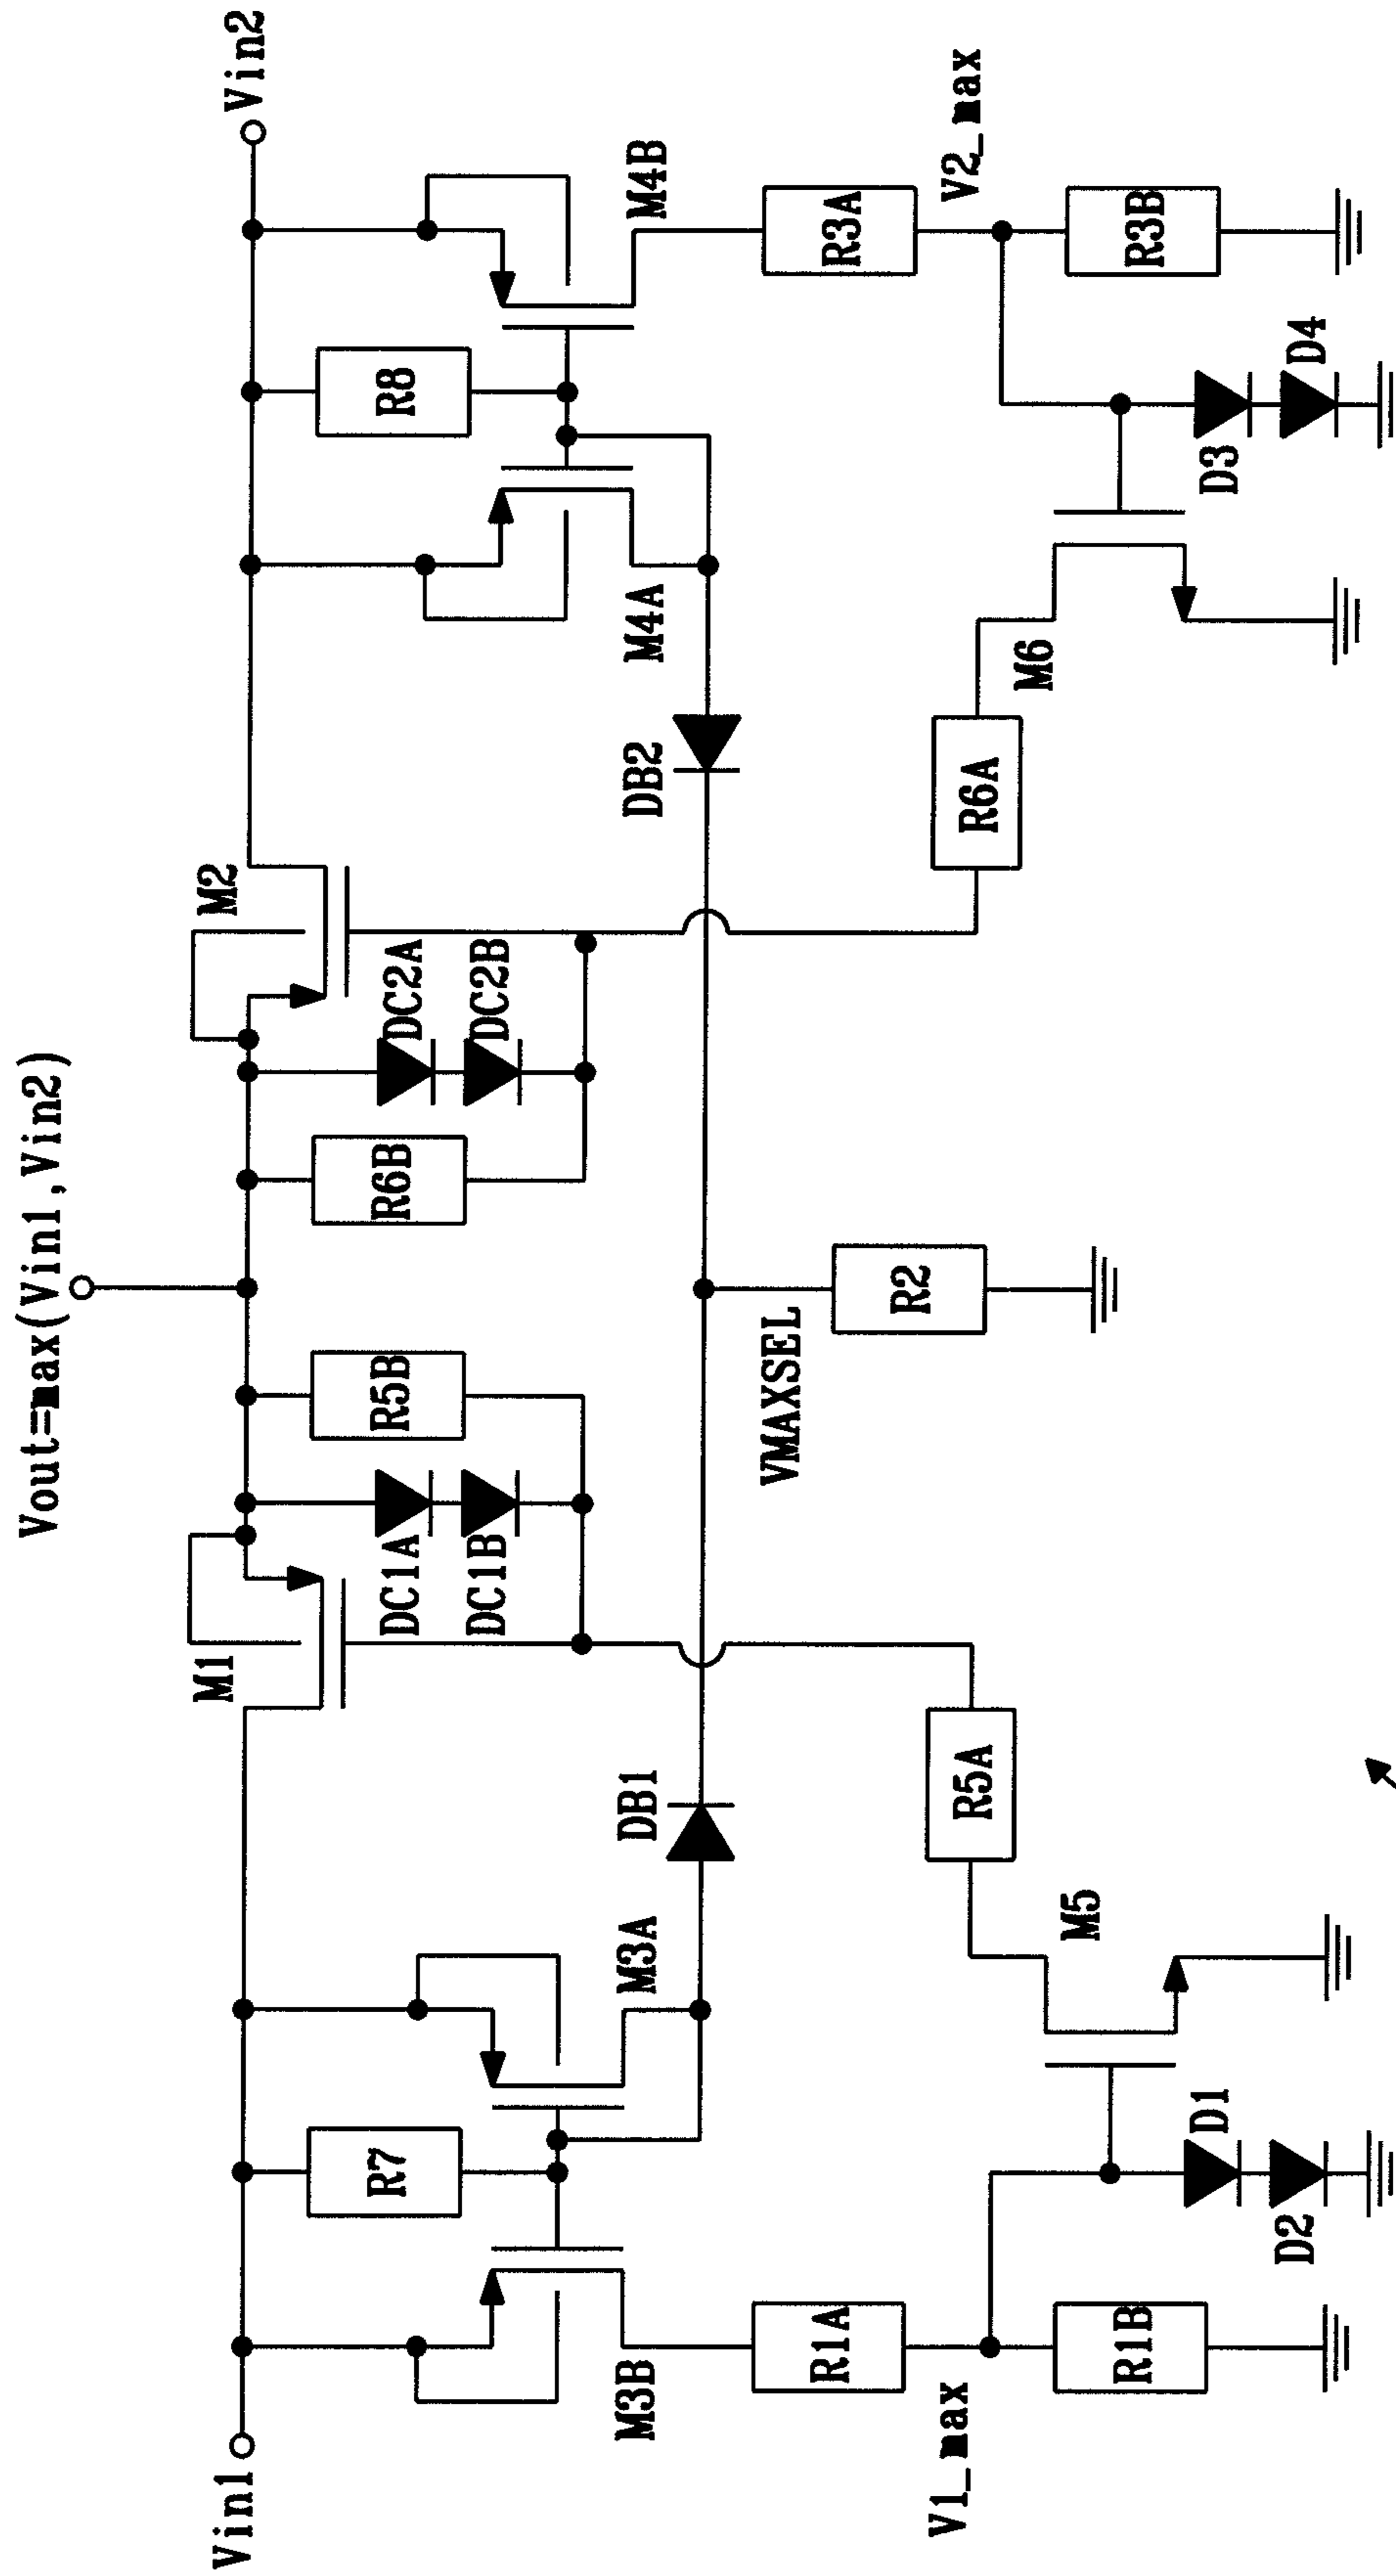 Vout=max(Vin1,Vin2)
Vin1
M1
M2
Vin2
R7
DC1A
R5B
R6B
DC2A
R8
DC1B
DC2B
M3B
M3A
DB1
DB2
M4A
M4B
VMAXSEL
R1A
R2
R3A
V1_max
R5A
R6A
V2_max
M5
M6
R1B
D1
R3B
D2
D3
D4